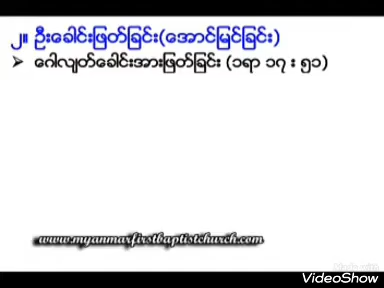 ၂။ ဦးခေါင်းဖြတ်ခြင်း(အောင်မြင်ခြင်း)
➢ ဂေါလျတ်ခေါင်းအားဖြတ်ခြင်း (၁ရာ ၁၇ : ၅၁)
www.myanmarfirstbaptistchurch.com
VideoShow